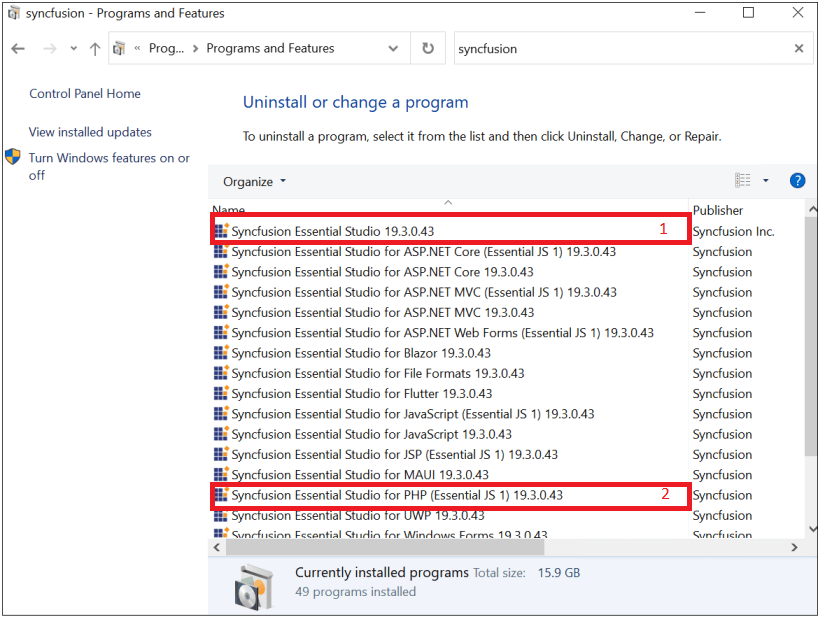 syncfusion - Programs and Features
« Prog... > Programs and Features
syncfusion
Control Panel Home
View installed updates
Turn Windows features on or
off
Uninstall or change a program
To uninstall a program, select it from the list and then click Uninstall, Change, or Repair.
Organize
?
Name Publisher
Syncfusion Essential Studio 19.3.0.43 1 Syncfusion Inc.
Syncfusion Essential Studio for ASP.NET Core (Essential JS 1) 19.3.0.43 Syncfusion
Syncfusion Essential Studio for ASP.NET Core 19.3.0.43 Syncfusion
Syncfusion Essential Studio for ASP.NET MVC (Essential JS 1) 19.3.0.43 Syncfusion
Syncfusion Essential Studio for ASP.NET MVC 19.3.0.43 Syncfusion
Syncfusion Essential Studio for ASP.NET Web Forms (Essential JS 1) 19.3.0.43 Syncfusion
Syncfusion Essential Studio for Blazor 19.3.0.43 Syncfusion
Syncfusion Essential Studio for File Formats 19.3.0.43 Syncfusion
Syncfusion Essential Studio for Flutter 19.3.0.43 Syncfusion
Syncfusion Essential Studio for JavaScript (Essential JS 1) 19.3.0.43 Syncfusion
Syncfusion Essential Studio for JavaScript 19.3.0.43 Syncfusion
Syncfusion Essential Studio for JSP (Essential JS 1) 19.3.0.43 Syncfusion
Syncfusion Essential Studio for MAUI 19.3.0.43 Syncfusion
Syncfusion Essential Studio for PHP (Essential JS 1) 19.3.0.43 2 Syncfusion
Syncfusion Essential Studio for UWP 19.3.0.43 Syncfusion
Syncfusion Essential Studio for Windows Forms 19.3.0.43 Syncfusion
Currently installed programs Total size: 15.9 GB
49 programs installed